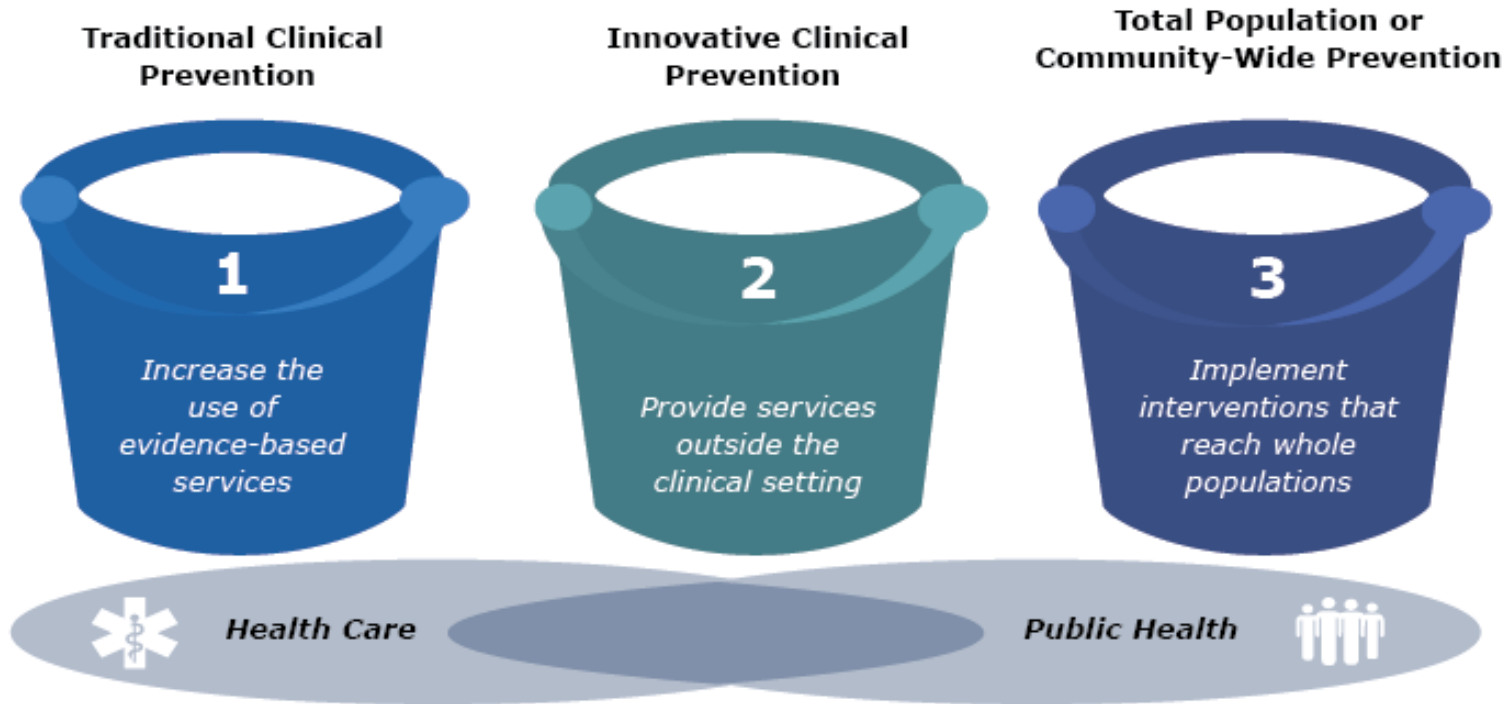 Traditional Clinical
Prevention
Innovative Clinical
Prevention
Total Population or
Community-Wide Prevention
1
Increase the
use of
evidence-based
services
2
Provide services
outside the
clinical setting
3
Implement
interventions that
reach whole
populations
Health Care
Public Health